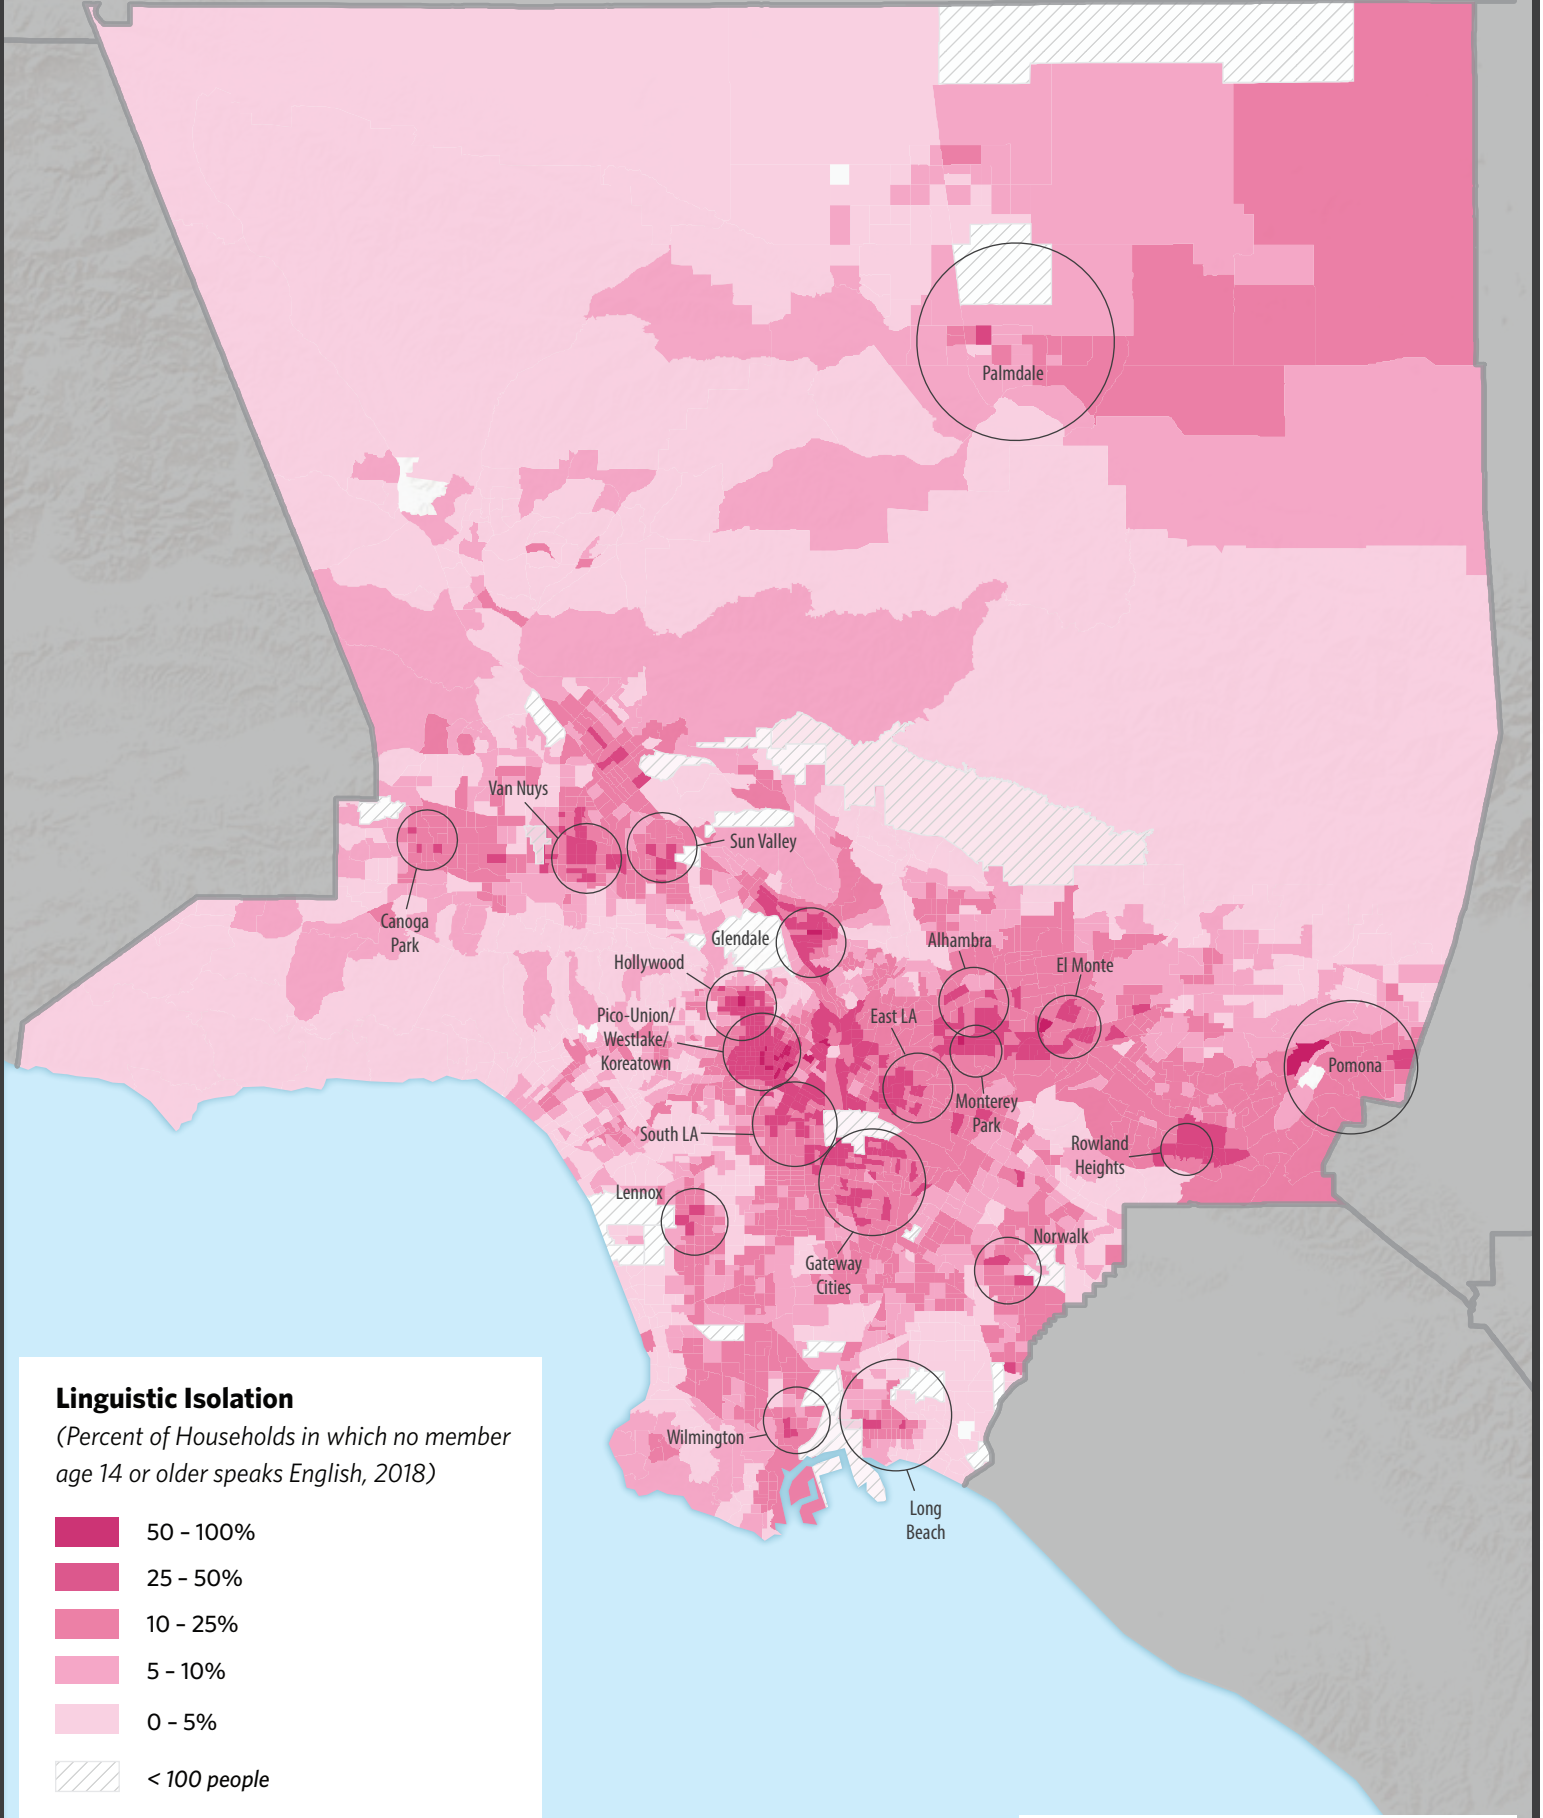 Palmdale
Van Nuys
Sun Valley
Canoga
Park
Glendale
Alhambra
Hollywood
El Monte
Pico-Union/
Westlake/
Koreatown
East LA
Pomona
Monterey
Park
South LA
Rowland
Heights
Lennox
Norwalk
Gateway
Cities
Wilmington
Long
Beach
Linguistic Isolation
(Percent of Households in which no member
age 14 or older speaks English, 2018)
50 - 100%
25 - 50%
10 - 25%
5 - 10%
0 - 5%
< 100 people